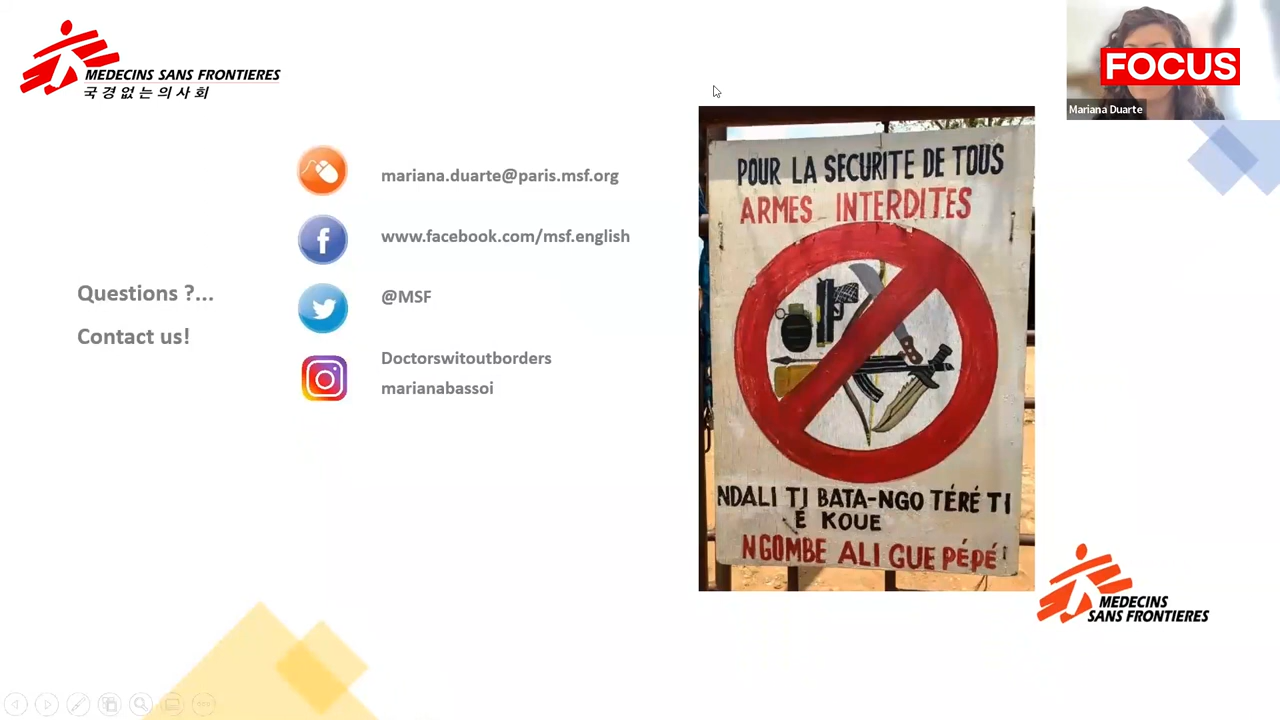 MEDECINS SANS FRONTIERES
국경없는의사회
FOCUS
Mariana Duarte
mariana.duarte@paris.msf.org
www.facebook.com/msf.english
@MSF
Questions ?...
Contact us!
Doctorswitoutborders
marianabassoi
POUR LA SECURITE DE TOUS
ARMES INTERDITES
NDALI TI BATA-NGO TÉRÉ TI
É KOUE
NGOMBE ALI GUE PÉPÉ
MEDECINS
SANS FRONTIERES